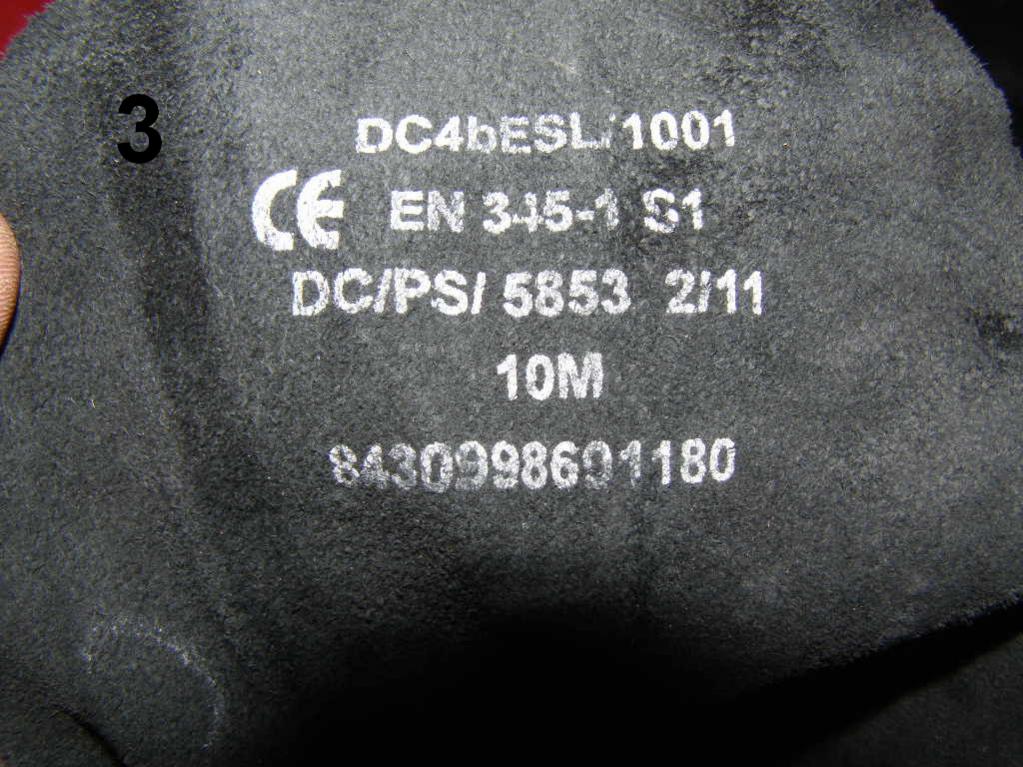 3
DC4bESL/1001
CE EN 345-1 S1
DC/PS/ 5853 2/11
10M
8430998691180